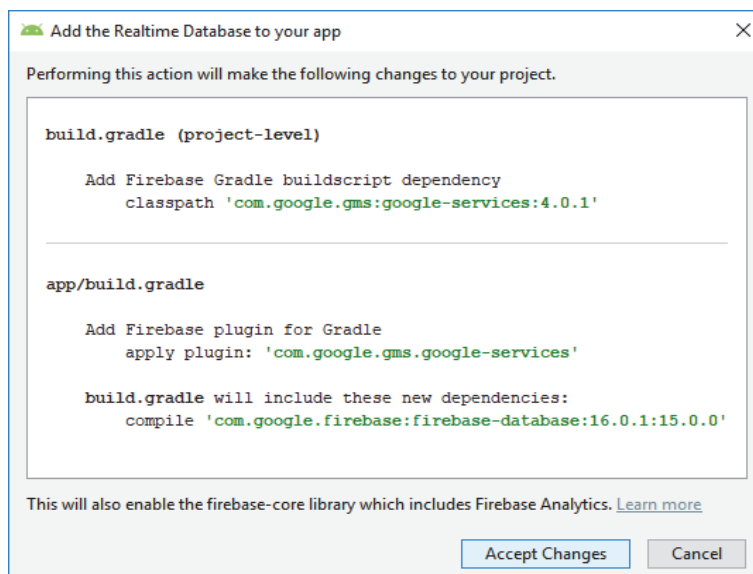 Add the Realtime Database to your app
Performing this action will make the following changes to your project.
build.gradle (project-level)
Add Firebase Gradle buildscript dependency
classpath 'com.google.gms:google-services:4.0.1'
app/build.gradle
Add Firebase plugin for Gradle
apply plugin: 'com.google.gms.google-services'
build.gradle will include these new dependencies:
compile 'com.google.firebase:firebase-database:16.0.1:15.0.0'
This will also enable the firebase-core library which includes Firebase Analytics. Learn more
Accept Changes Cancel